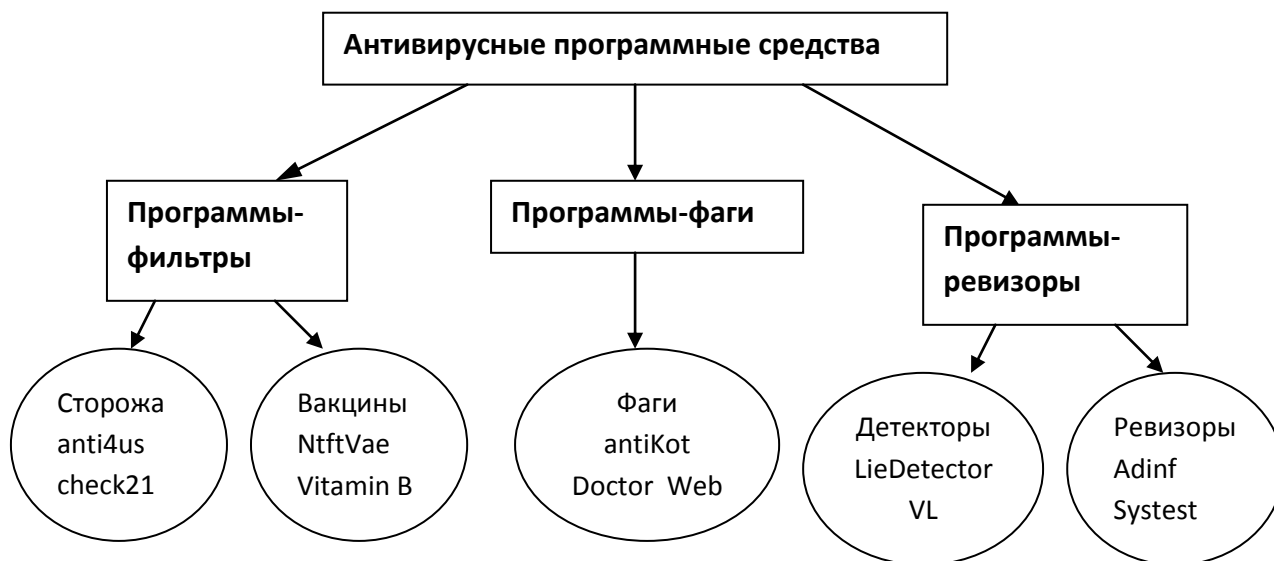 Антивирусные программные средства
Программы-
фильтры
Программы-фаги
Программы-
ревизоры
Сторожа
anti4us
check21
Вакцины
NtftVae
Vitamin B
Фаги
antiKot
Doctor Web
Детекторы
LieDetector
VL
Ревизоры
Adinf
Systest